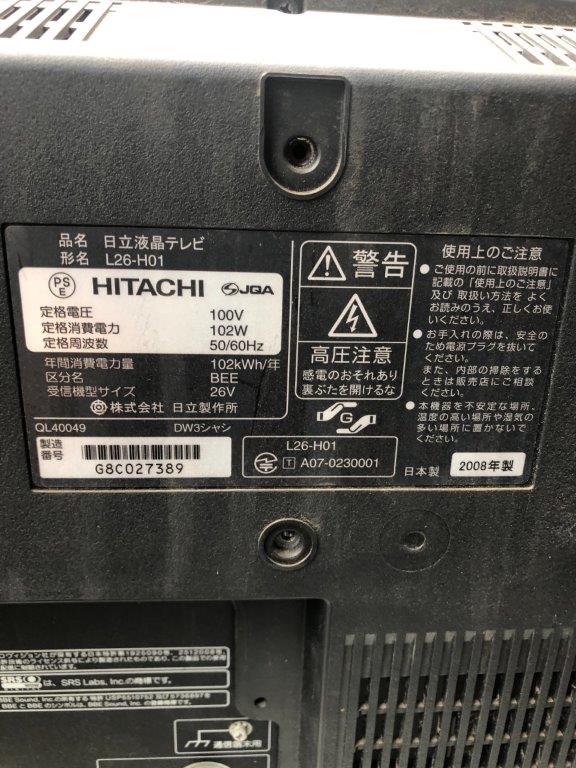 品名 日立液晶テレビ
形名 L26-H01
PS
E
HITACHI JQA
定格電圧 100V
定格消費電力 102W
定格周波数 50/60Hz
年間消費電力量 102kWh/年
区分名 BEE
受信機型サイズ 26V
株式会社 日立製作所
QL40049 DW3シャシ
製造
番号
G8C027389
警告
高圧注意
感電のおそれあり
裏ぶたを開けるな
G
L26-H01
T A07-0230001
使用上のご注意
●ご使用の前に取扱説明書に
記載の「使用上のご注意」
及び 取扱い方法を よく
お読みのうえ、正しくお使
いください。
●お手入れの際は、安全の
ため電源プラグを抜いて
ください。
また、内部の掃除をする
ときは販売店にご相談
ください。
●本機器を不安定な場所、
温度の高い場所や湿気の
多い場所に置かないで
ください。
日本製 2008年製
SRS
は、SRS Labs, Inc.の商標です。
通信端末用